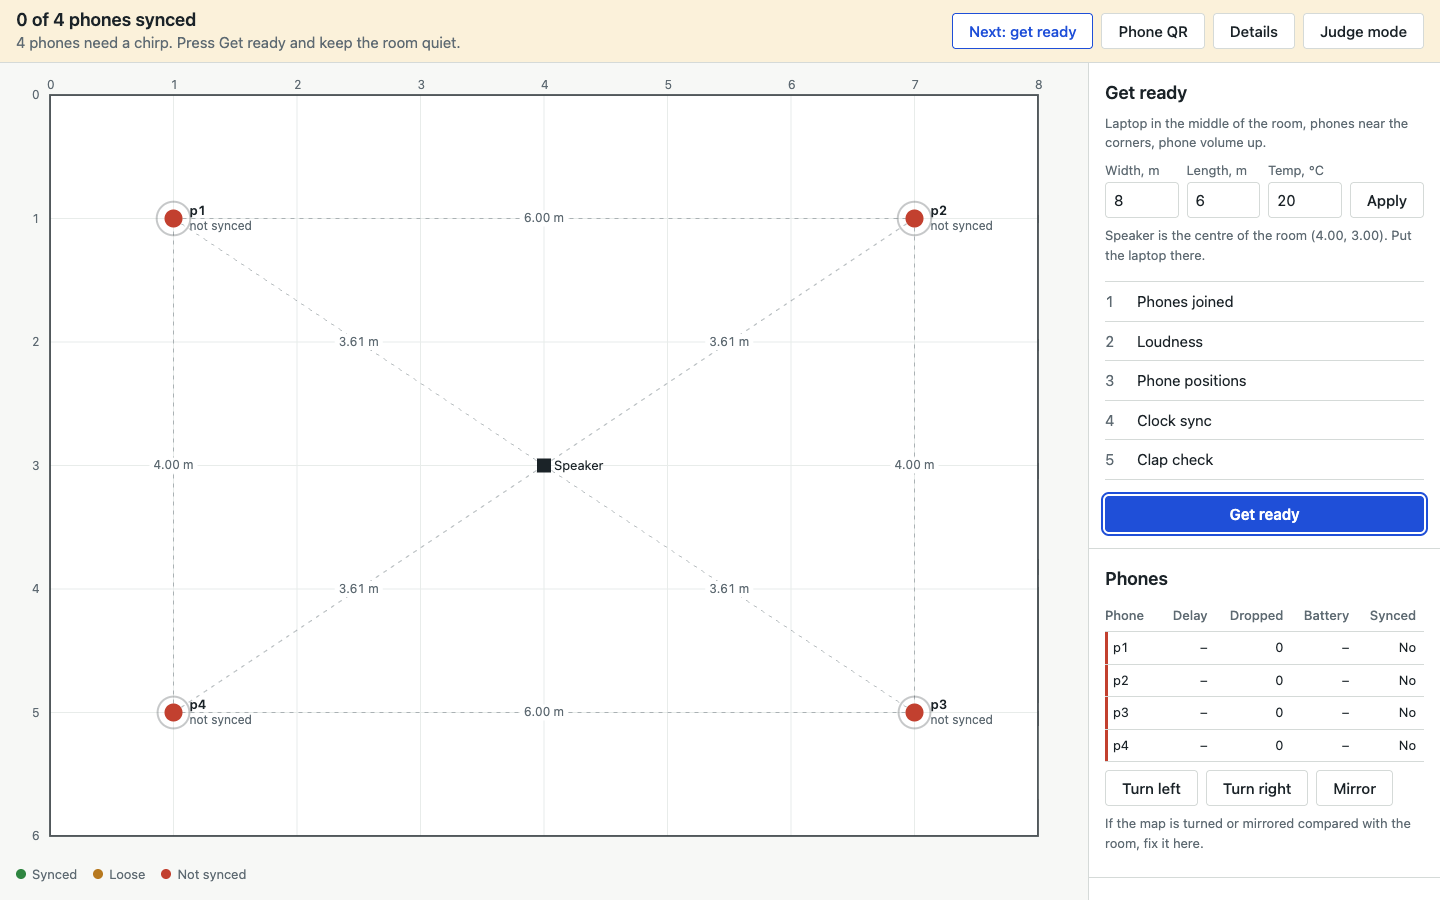 0 of 4 phones synced
4 phones need a chirp. Press Get ready and keep the room quiet.
Next: get ready
Phone QR
Details
Judge mode
0 1 2 3 4 5 6 7 8
0
1
2
3
4
5
6
p1
not synced
6.00 m
p2
not synced
3.61 m
3.61 m
4.00 m
Speaker
4.00 m
3.61 m
3.61 m
p4
not synced
6.00 m
p3
not synced
Synced
Loose
Not synced
Get ready
Laptop in the middle of the room, phones near the
corners, phone volume up.
Width, m Length, m Temp, °C
8 6 20 Apply
Speaker is the centre of the room (4.00, 3.00). Put
the laptop there.
1 Phones joined
2 Loudness
3 Phone positions
4 Clock sync
5 Clap check
Get ready
Phones
Phone Delay Dropped Battery Synced
p1 – 0 – No
p2 – 0 – No
p3 – 0 – No
p4 – 0 – No
Turn left Turn right Mirror
If the map is turned or mirrored compared with the
room, fix it here.